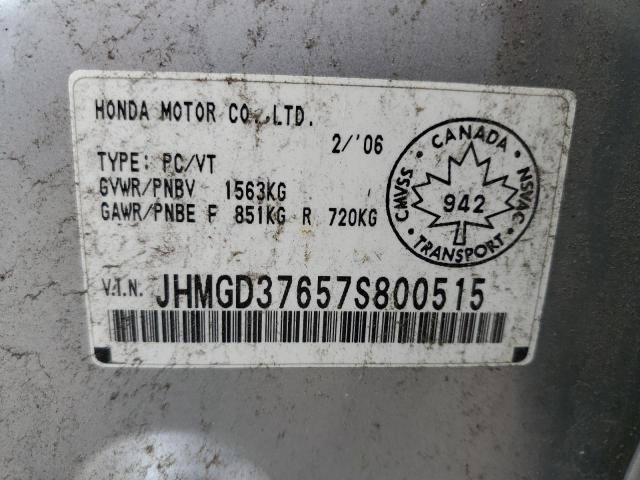 HONDA MOTOR CO.,LTD.
2/'06
TYPE: PC/VT
GVWR/PNBV 1563KG
GAWR/PNBE F 851KG R 720KG
CANADA
CMVSS
942
NSVAC
TRANSPORT
V.I.N. JHMGD37657S800515